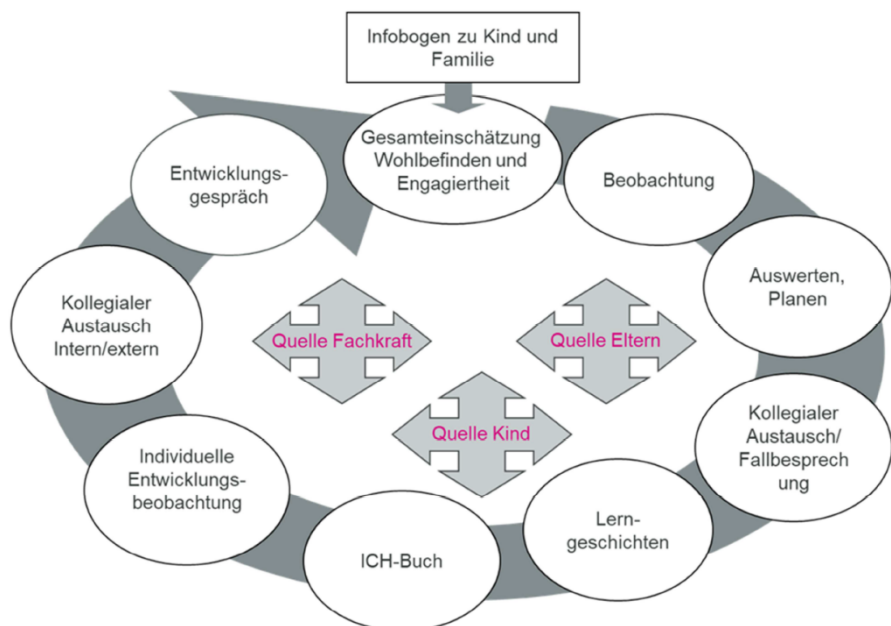 Infobogen zu Kind und
Familie
Gesamteinschätzung
Wohlbefinden und
Engagiertheit
Beobachtung
Auswerten,
Planen
Kollegialer
Austausch/
Fallbesprech
ung
Lern-
geschichten
ICH-Buch
Individuelle
Entwicklungs-
beobachtung
Kollegialer
Austausch
Intern/extern
Entwicklungs-
gespräch
Quelle Fachkraft
Quelle Eltern
Quelle Kind